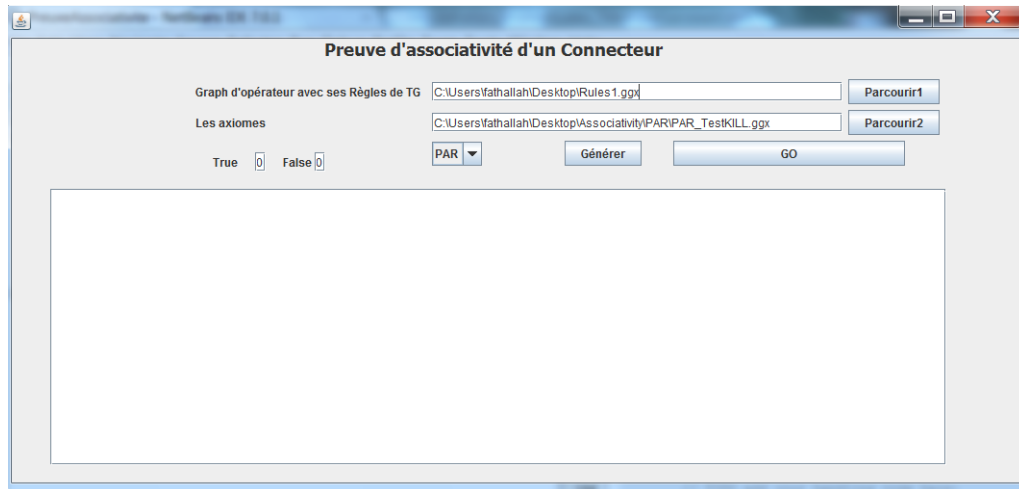 Preuve d'associativité d'un Connecteur
Graph d'opérateur avec ses Règles de TG C:\Users\fathallah\Desktop\Rules1.ggx Parcourir1
Les axiomes C:\Users\fathallah\Desktop\Associativity\PAR\PAR_TestKILL.ggx Parcourir2
True 0 False 0 PAR Générer GO